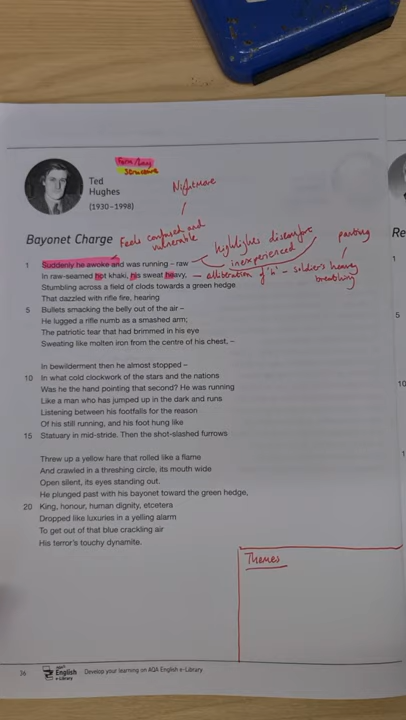 Form/lang
structure
Ted
Hughes
(1930–1998)
Nightmare
Bayonet Charge
Feels confused and
vulnerable
highlights discomfort
inexperienced
panting
Re
1 Suddenly he awoke and was running – raw
In raw-seamed hot khaki, his sweat heavy,
– alliteration of 'h' – soldier's heavy
breathing
Stumbling across a field of clods towards a green hedge
That dazzled with rifle fire, hearing
5 Bullets smacking the belly out of the air –
He lugged a rifle numb as a smashed arm;
The patriotic tear that had brimmed in his eye
Sweating like molten iron from the centre of his chest, –
In bewilderment then he almost stopped –
10 In what cold clockwork of the stars and the nations
Was he the hand pointing that second? He was running
Like a man who has jumped up in the dark and runs
Listening between his footfalls for the reason
Of his still running, and his foot hung like
15 Statuary in mid-stride. Then the shot-slashed furrows
Threw up a yellow hare that rolled like a flame
And crawled in a threshing circle, its mouth wide
Open silent, its eyes standing out.
He plunged past with his bayonet toward the green hedge,
20 King, honour, human dignity, etcetera
Dropped like luxuries in a yelling alarm
To get out of that blue crackling air
His terror's touchy dynamite.
Themes
1
5
10
1
36
AQA
English
e-Library
Develop your learning on AQA English e-Library